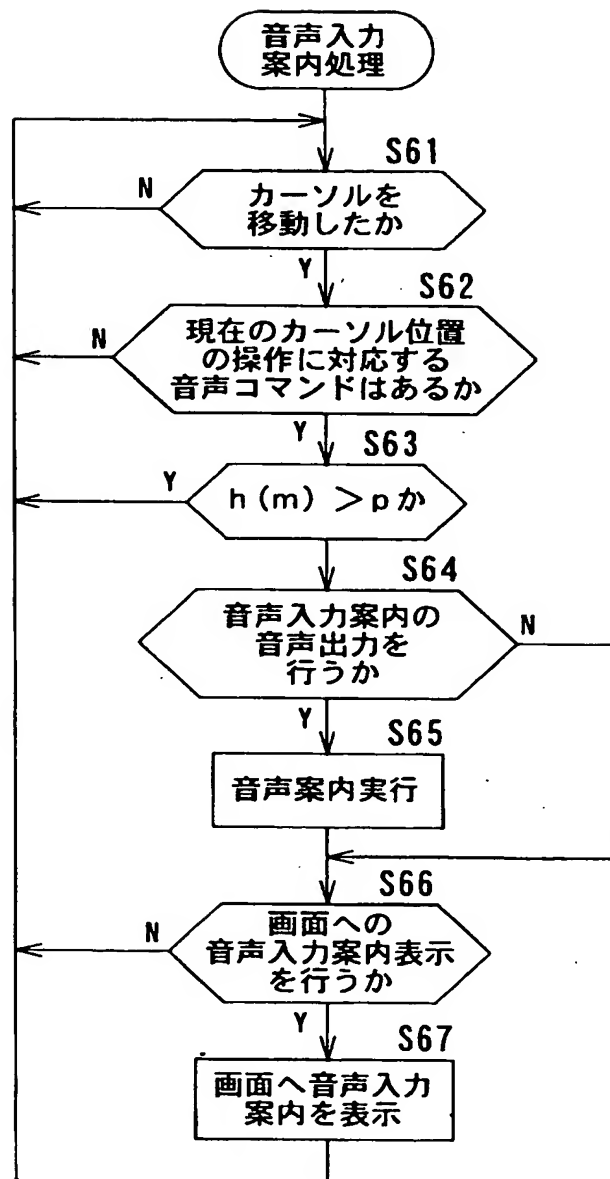 音声入力
案内処理
S61
N
カーソルを
移動したか
Y
S62
N
現在のカーソル位置
の操作に対応する
音声コマンドはあるか
Y
S63
Y
h(m)>pか
S64
音声入力案内の
音声出力を
行うか
N
Y
S65
音声案内実行
S66
N
画面への
音声入力案内表示
を行うか
Y
S67
画面へ音声入力
案内を表示